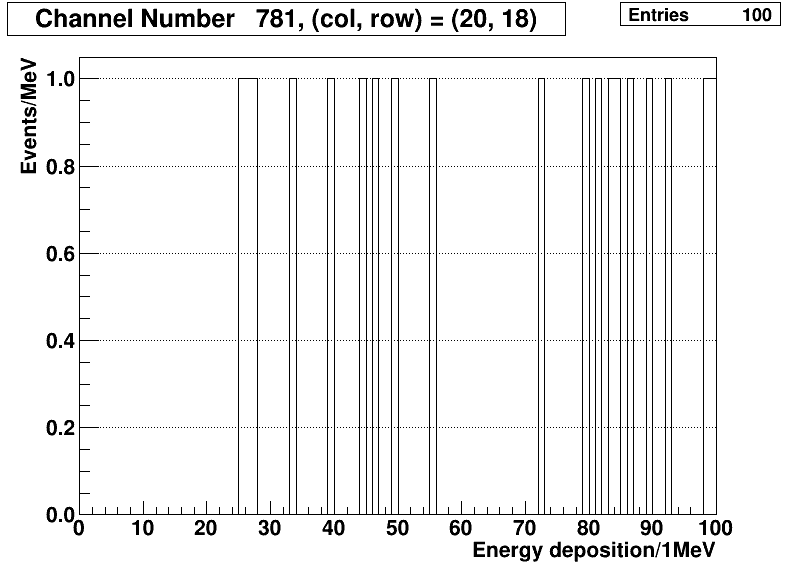 Channel Number 781, (col, row) = (20, 18)
Entries 100
Events/MeV
1.0
0.8
0.6
0.4
0.2
0.0
0 10 20 30 40 50 60 70 80 90 100
Energy deposition/1MeV